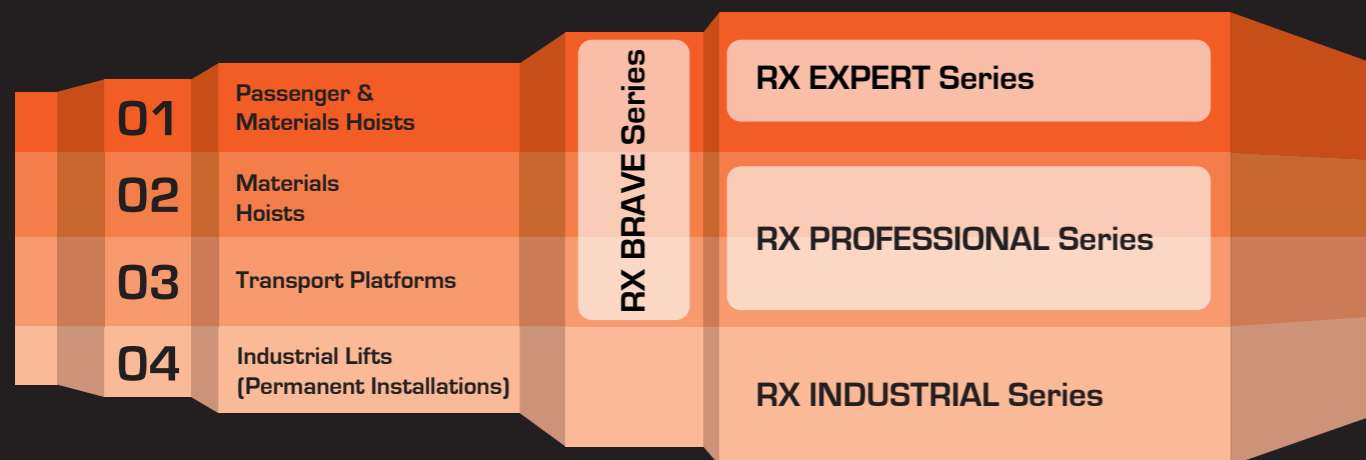 01
Passenger &
Materials Hoists
02
Materials
Hoists
03
Transport Platforms
04
Industrial Lifts
(Permanent Installations)
RX BRAVE Series
RX EXPERT Series
RX PROFESSIONAL Series
RX INDUSTRIAL Series